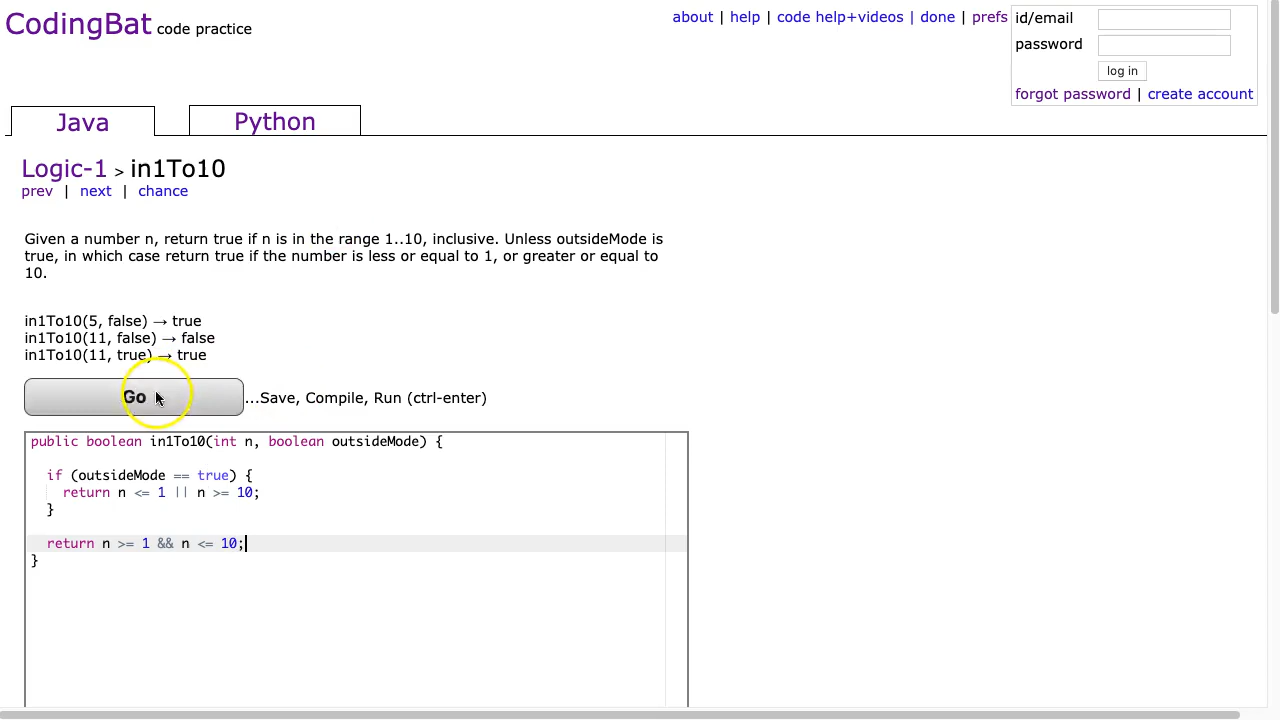 CodingBat code practice
about | help | code help+videos | done | prefs
id/email
password
log in
forgot password | create account
Java
Python
Logic-1 > in1To10
prev | next | chance
Given a number n, return true if n is in the range 1..10, inclusive. Unless outsideMode is
true, in which case return true if the number is less or equal to 1, or greater or equal to
10.
in1To10(5, false) → true
in1To10(11, false) → false
in1To10(11, true) → true
Go
...Save, Compile, Run (ctrl-enter)
public boolean in1To10(int n, boolean outsideMode) {
if (outsideMode == true) {
return n <= 1 || n >= 10;
}
return n >= 1 && n <= 10;
}